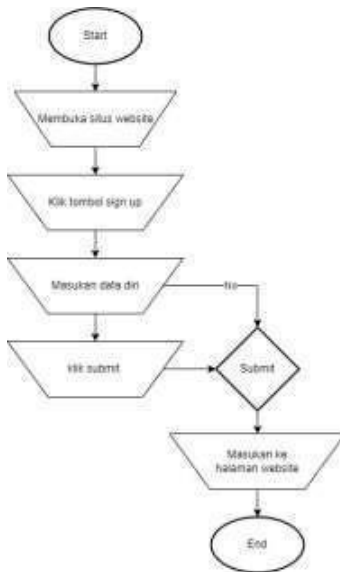 Start
Membuka situs website
Klik tombol sign up
Masukan data diri
No
klik submit
Submit
Masukan ke
halaman website
End